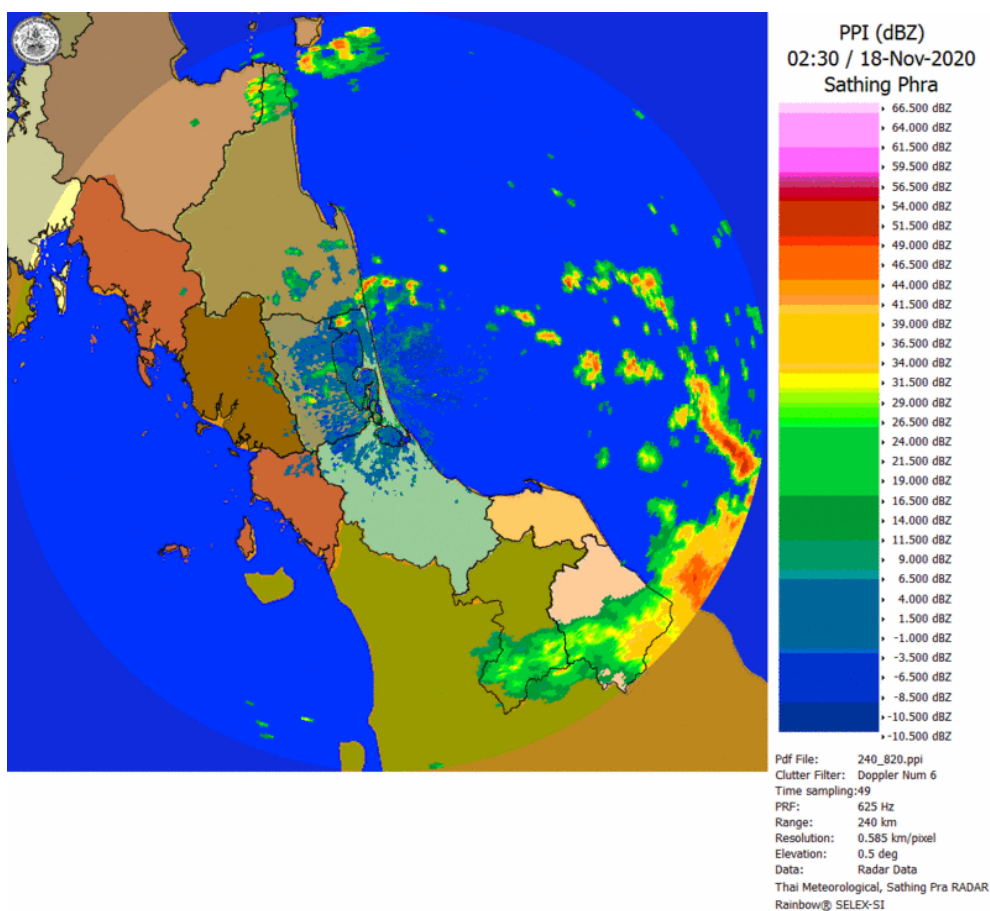 PPI (dBZ)
02:30 / 18-Nov-2020
Sathing Phra
66.500 dBZ
64.000 dBZ
61.500 dBZ
59.500 dBZ
56.500 dBZ
54.000 dBZ
51.500 dBZ
49.000 dBZ
46.500 dBZ
44.000 dBZ
41.500 dBZ
39.000 dBZ
36.500 dBZ
34.000 dBZ
31.500 dBZ
29.000 dBZ
26.500 dBZ
24.000 dBZ
21.500 dBZ
19.000 dBZ
16.500 dBZ
14.000 dBZ
11.500 dBZ
9.000 dBZ
6.500 dBZ
4.000 dBZ
1.500 dBZ
-1.000 dBZ
-3.500 dBZ
-6.500 dBZ
-8.500 dBZ
-10.500 dBZ
-10.500 dBZ
Pdf File: 240_820.ppi
Clutter Filter: Doppler Num 6
Time sampling:49
PRF: 625 Hz
Range: 240 km
Resolution: 0.585 km/pixel
Elevation: 0.5 deg
Data: Radar Data
Thai Meteorological, Sathing Pra RADAR
Rainbow® SELEX-SI